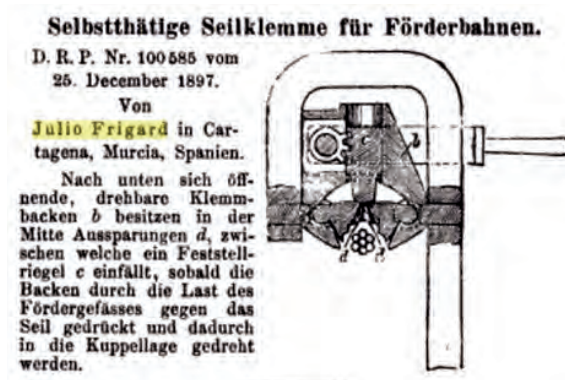 Selbstthätige Seilklemme für Förderbahnen.
D. R. P. Nr. 100585 vom
25. December 1897.
Von
Julio Frigard in Car-
tagena, Murcia, Spanien.
Nach unten sich öff-
nende, drehbare Klemm-
backen b besitzen in der
Mitte Aussparungen d, zwi-
schen welche ein Feststell-
riegel c einfällt, sobald die
Backen durch die Last des
Fördergefässes gegen das
Seil gedrückt und dadurch
in die Kuppellage gedreht
werden.
c
b
d
d